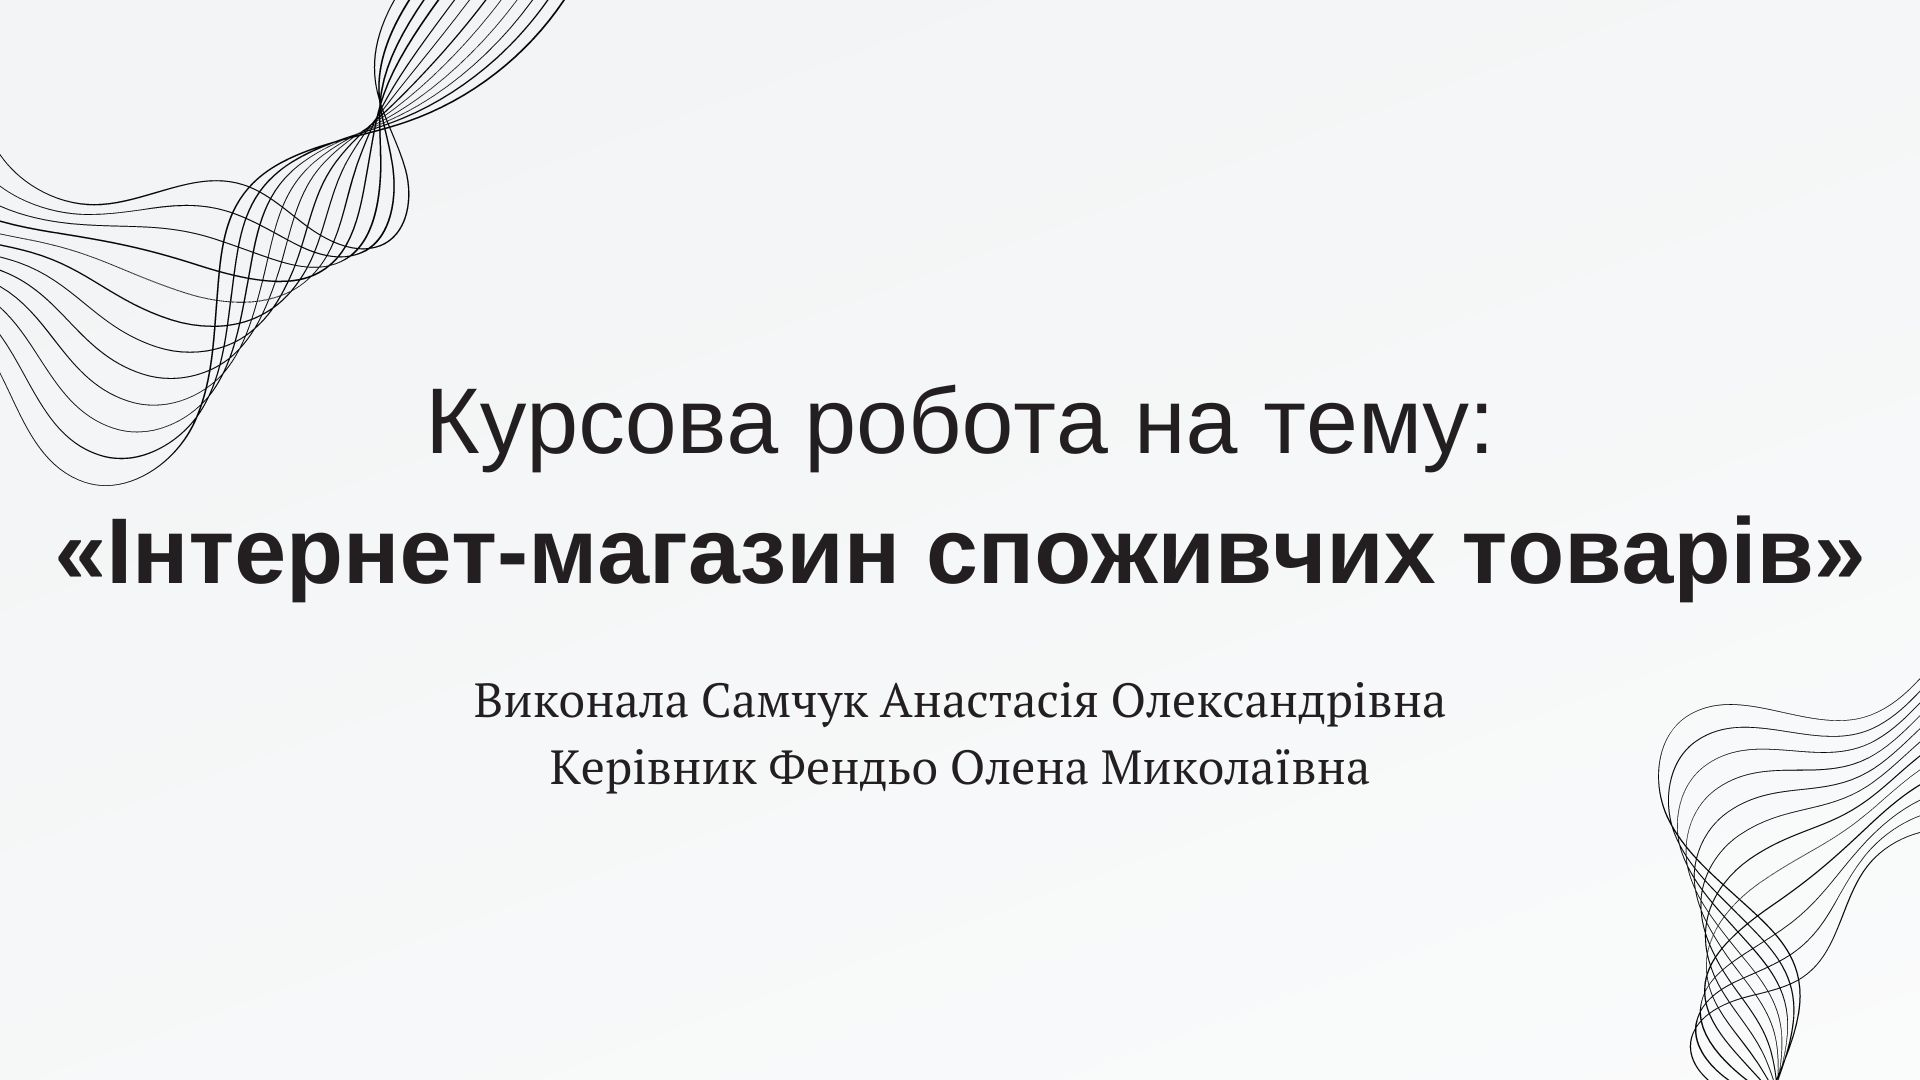 Курсова робота на тему:
«Інтернет-магазин споживчих товарів»
Виконала Самчук Анастасія Олександрівна
Керівник Фендьо Олена Миколаївна